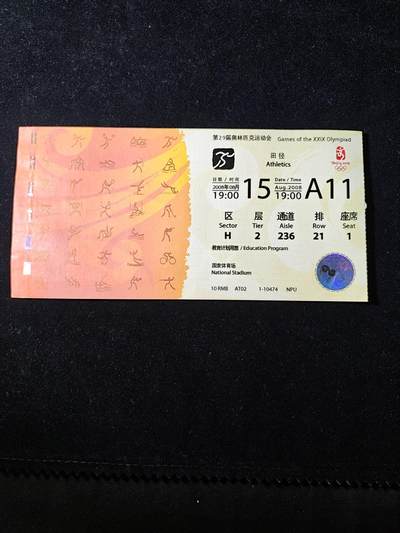 第29届奥林匹克运动会 Games of the XXIX Olympiad
田径
Athletics
Beijing 2008
日期 / 时间 Date / Time
2008年08月 15 Aug.2008 A11
19:00 19:00
区 层 通道 排 座席
Sector Tier Aisle Row Seat
H 2 236 21 1
教育计划用票 / Education Program
国家体育场
National Stadium
10 RMB AT02 1-10474 NPU